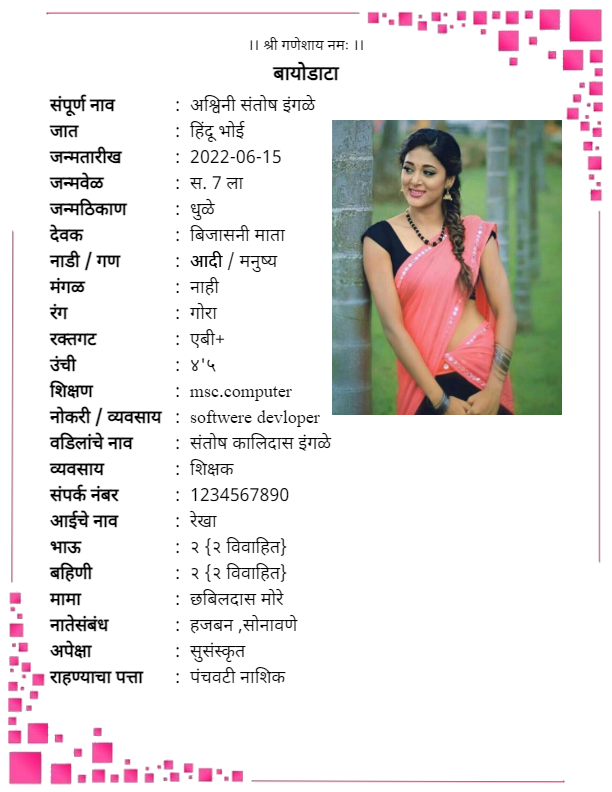 ।। श्री गणेशाय नमः ।।
बायोडाटा
संपूर्ण नाव : अश्विनी संतोष इंगळे
जात : हिंदू भोई
जन्मतारीख : 2022-06-15
जन्मवेळ : स. 7 ला
जन्मठिकाण : धुळे
देवक : बिजासनी माता
नाडी / गण : आदी / मनुष्य
मंगळ : नाही
रंग : गोरा
रक्तगट : एबी+
उंची : ४'५
शिक्षण : msc.computer
नोकरी / व्यवसाय : softwere devloper
वडिलांचे नाव : संतोष कालिदास इंगळे
व्यवसाय : शिक्षक
संपर्क नंबर : 1234567890
आईचे नाव : रेखा
भाऊ : २ {२ विवाहित}
बहिणी : २ {२ विवाहित}
मामा : छबिलदास मोरे
नातेसंबंध : हजबन ,सोनावणे
अपेक्षा : सुसंस्कृत
राहण्याचा पत्ता : पंचवटी नाशिक